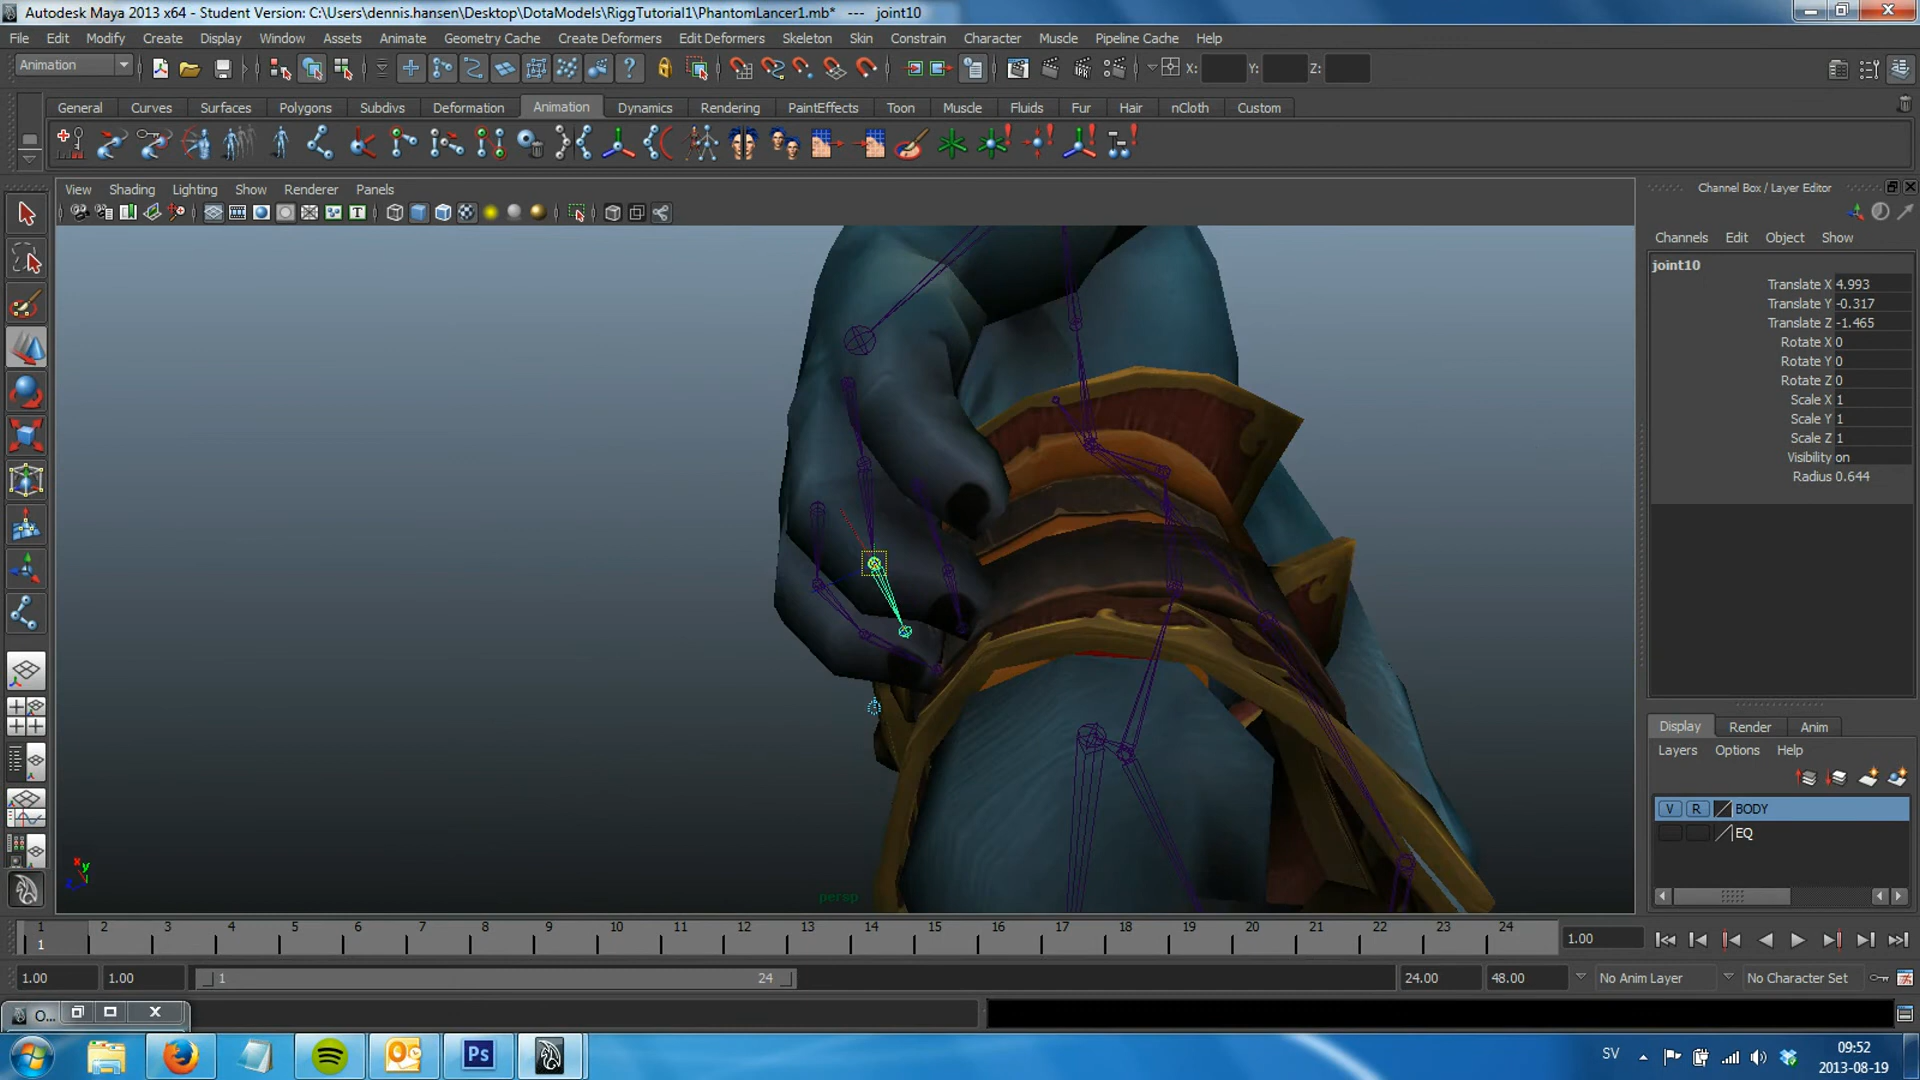 Autodesk Maya 2013 x64 - Student Version: C:\Users\dennis.hansen\Desktop\DotaModels\RiggTutorial1\PhantomLancer1.mb* --- joint10
File Edit Modify Create Display Window Assets Animate Geometry Cache Create Deformers Edit Deformers Skeleton Skin Constrain Character Muscle Pipeline Cache Help
Animation X: Y: Z:
General Curves Surfaces Polygons Subdivs Deformation Animation Dynamics Rendering PaintEffects Toon Muscle Fluids Fur Hair nCloth Custom
View Shading Lighting Show Renderer Panels
Channel Box / Layer Editor
Channels Edit Object Show
joint10
Translate X 4.993
Translate Y -0.317
Translate Z -1.465
Rotate X 0
Rotate Y 0
Rotate Z 0
Scale X 1
Scale Y 1
Scale Z 1
Visibility on
Radius 0.644
Display Render Anim
Layers Options Help
V R BODY
EQ
persp
1 2 3 4 5 6 7 8 9 10 11 12 13 14 15 16 17 18 19 20 21 22 23 24
1 1.00
1.00 1.00 1 24 24.00 48.00 No Anim Layer No Character Set
O...
Ps SV 09:52
2013-08-19